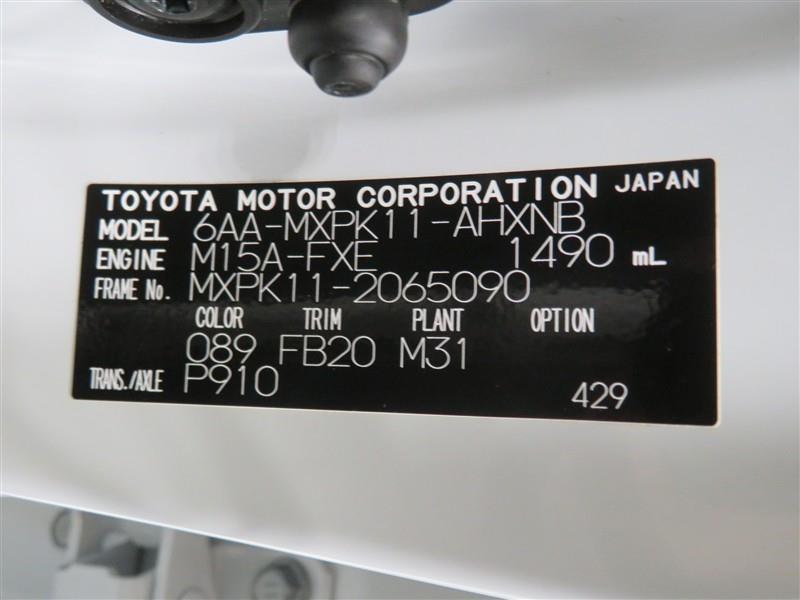 TOYOTA MOTOR CORPORATION JAPAN
MODEL 6AA-MXPK11-AHXNB
ENGINE M15A-FXE 1490 mL
FRAME No. MXPK11-2065090
COLOR TRIM PLANT OPTION
089 FB20 M31
TRANS./AXLE P910 429